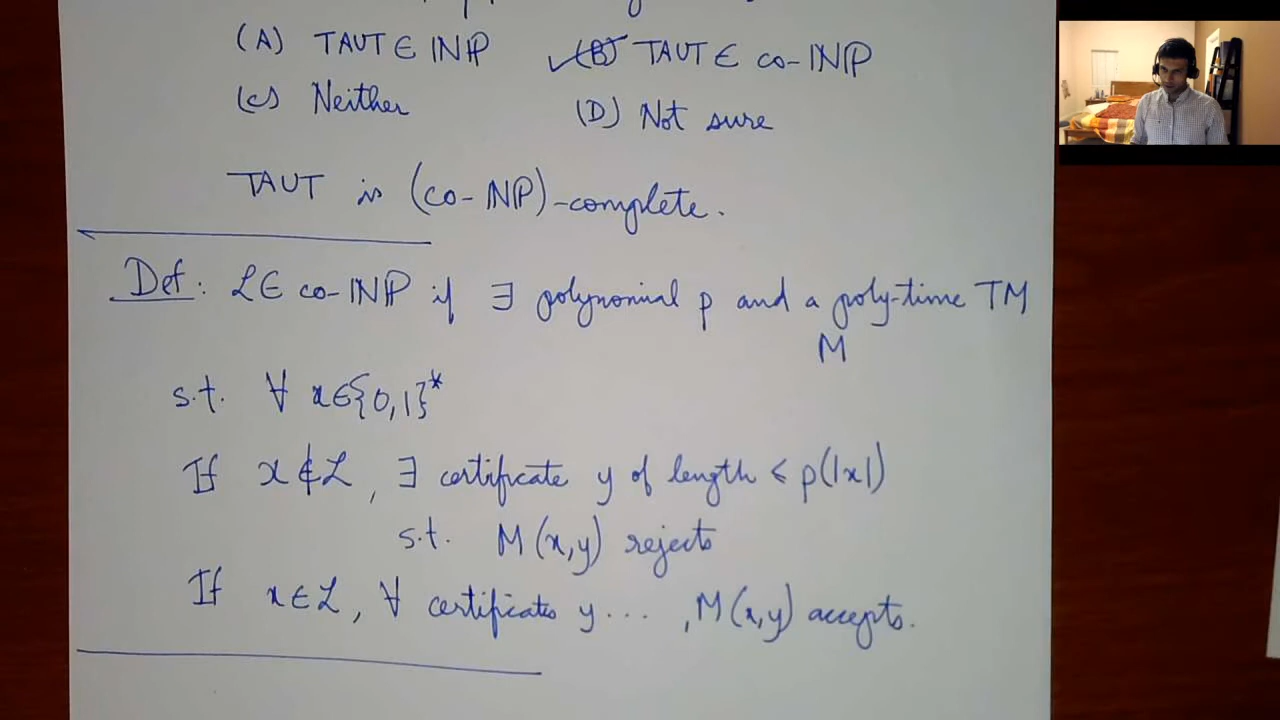 (A) TAUT ∈ NP ✓(B) TAUT ∈ co-NP
(C) Neither (D) Not sure
TAUT is (co-NP)-complete.
Def: L ∈ co-NP if ∃ polynomial p and a poly-time TM
M
s.t. ∀ x∈{0,1}*
If x∉L, ∃ certificate y of length ≤ p(|x|)
s.t. M(x,y) rejects
If x∈L, ∀ certificates y ..., M(x,y) accepts.